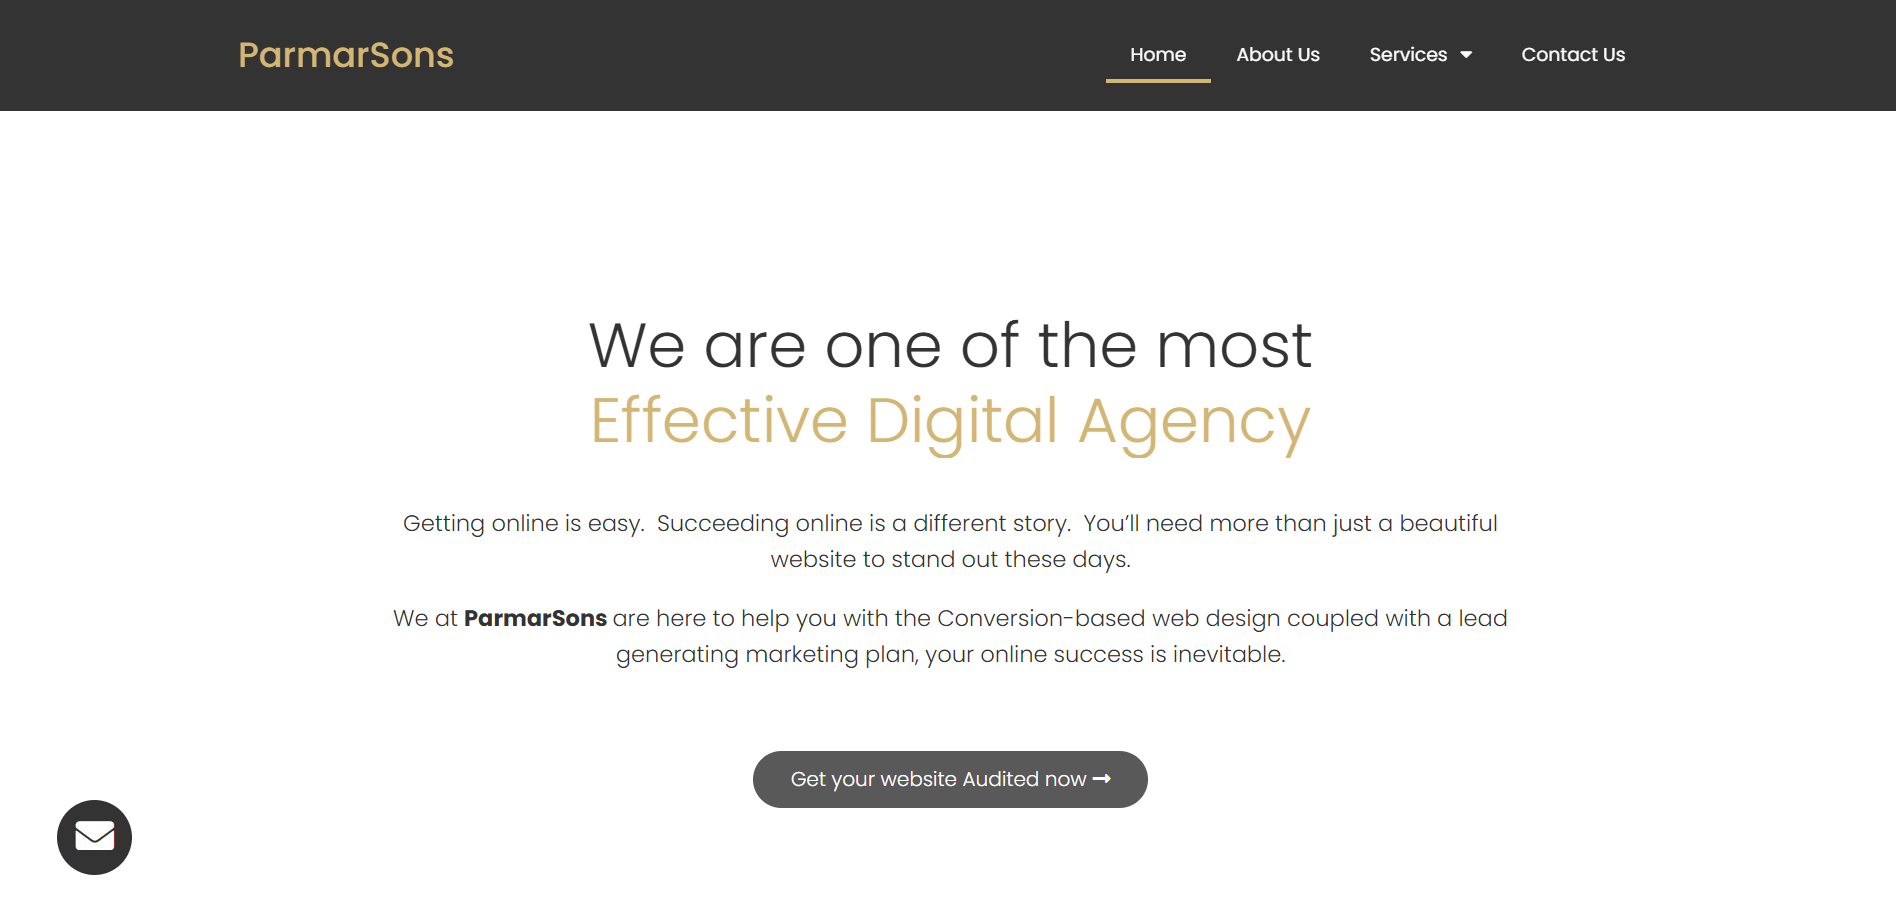 ParmarSons
Home
About Us
Services
Contact Us
We are one of the most
Effective Digital Agency
Getting online is easy.  Succeeding online is a different story.  You’ll need more than just a beautiful
website to stand out these days.
We at ParmarSons are here to help you with the Conversion-based web design coupled with a lead
generating marketing plan, your online success is inevitable.
Get your website Audited now